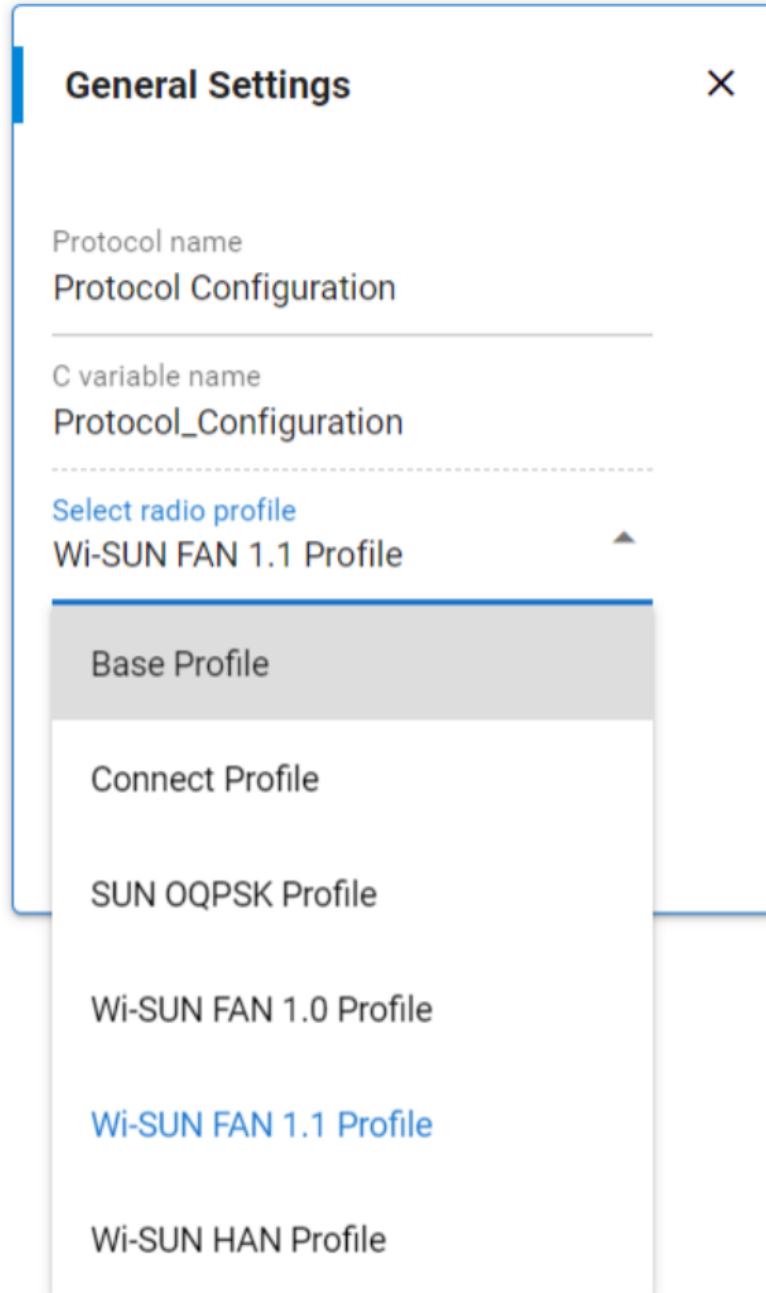 General Settings
Protocol name
Protocol Configuration
C variable name
Protocol_Configuration
Select radio profile
Wi-SUN FAN 1.1 Profile
Base Profile
Connect Profile
SUN OQPSK Profile
Wi-SUN FAN 1.0 Profile
Wi-SUN FAN 1.1 Profile
Wi-SUN HAN Profile